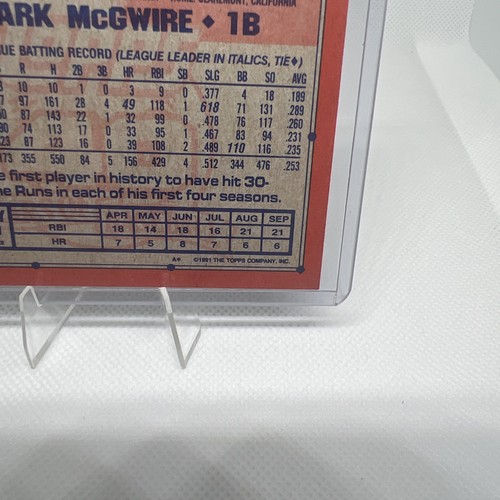 HOME: CLAREMONT, CALIFORNIA
ARK McGWIRE ♦ 1B
UE BATTING RECORD (LEAGUE LEADER IN ITALICS, TIE♦)
R H 2B 3B HR RBI SB SLG BB SO AVG
10 10 1 0 3 9 0 .377 4 18 .189
97 161 28 4 49 118 1 .618 71 131 .289
87 143 22 1 32 99 0 .478 76 117 .260
74 113 17 0 33 95 1 .467 83 94 .231
87 123 16 0 39 108 2 .489 110 116 .235
355 550 84 5 156 429 4 .512 344 476 .253
e first player in history to have hit 30-
e Runs in each of his first four seasons.
APR MAY JUN JUL AUG SEP
RBI 18 14 18 16 21 21
HR 7 5 8 7 6 6
A* ©1991 THE TOPPS COMPANY, INC.